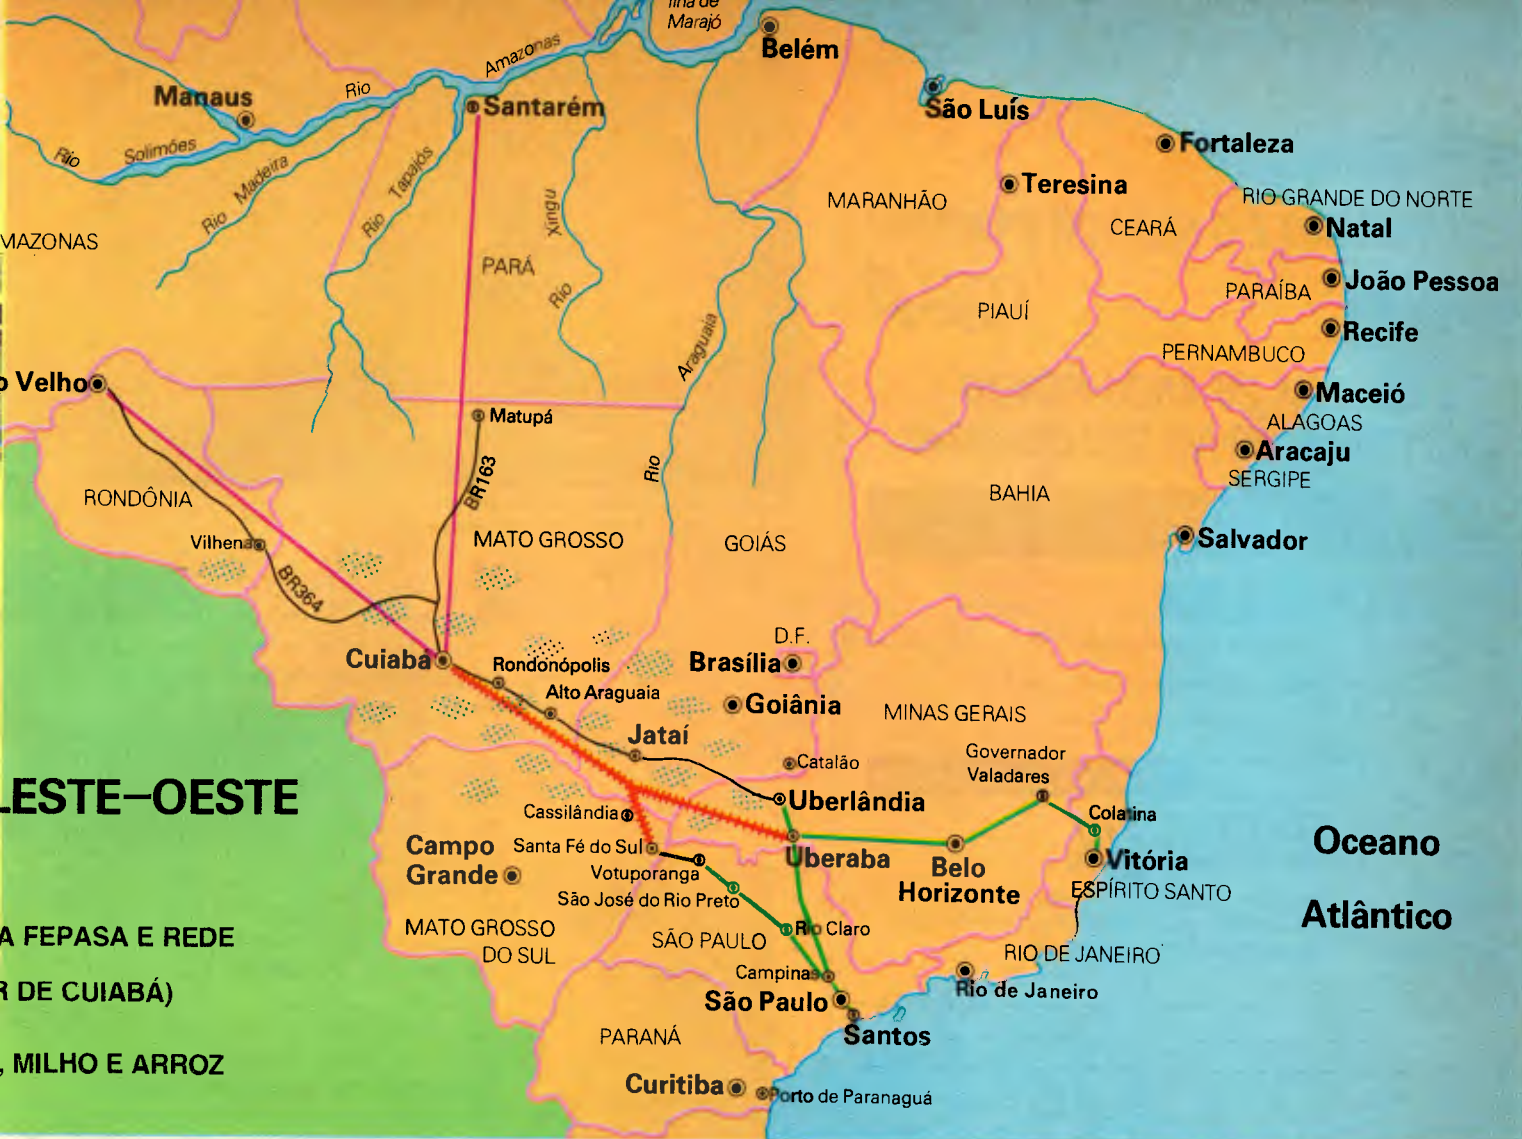 Ilha de
Marajó
Belém
Amazonas
Rio
Manaus
Santarém
São Luís
Solimões
Rio
Rio Madeira
Rio Tapajós
Xingu
Rio
Fortaleza
Teresina
MARANHÃO
RIO GRANDE DO NORTE
CEARÁ
Natal
MAZONAS
PARÁ
João Pessoa
PARAÍBA
PIAUÍ
Araguaia
Rio
Recife
PERNAMBUCO
o Velho
Maceió
Matupá
ALAGOAS
Aracaju
SERGIPE
BR163
RONDÔNIA
BAHIA
Vilhena
MATO GROSSO
GOIÁS
Salvador
BR364
D.F.
Cuiabá
Rondonópolis
Brasília
Alto Araguaia
Goiânia
MINAS GERAIS
Jataí
Catalão
Governador
Valadares
LESTE-OESTE
Cassilândia
Uberlândia
Colatina
Oceano
Atlântico
Campo
Grande
Santa Fé do Sul
Votuporanga
Uberaba
Belo
Horizonte
Vitória
ESPÍRITO SANTO
São José do Rio Preto
A FEPASA E REDE
MATO GROSSO
DO SUL
SÃO PAULO
Rio Claro
RIO DE JANEIRO
Campinas
R DE CUIABÁ)
São Paulo
Rio de Janeiro
Santos
PARANÁ
, MILHO E ARROZ
Curitiba
Porto de Paranaguá